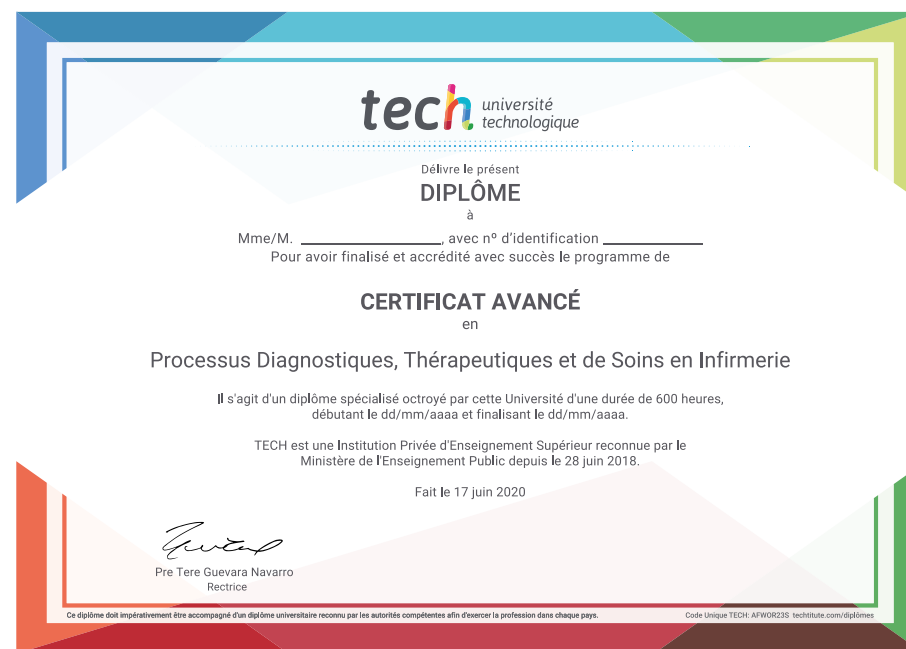 tech université
technologique
Délivre le présent
DIPLÔME
à
Mme/M. ____________________, avec nº d'identification ______________
Pour avoir finalisé et accrédité avec succès le programme de
CERTIFICAT AVANCÉ
en
Processus Diagnostiques, Thérapeutiques et de Soins en Infirmerie
Il s'agit d'un diplôme spécialisé octroyé par cette Université d'une durée de 600 heures,
débutant le dd/mm/aaaa et finalisant le dd/mm/aaaa.
TECH est une Institution Privée d'Enseignement Supérieur reconnue par le
Ministère de l'Enseignement Public depuis le 28 juin 2018.
Fait le 17 juin 2020
Pre Tere Guevara Navarro
Rectrice
Ce diplôme doit impérativement être accompagné d'un diplôme universitaire reconnu par les autorités compétentes afin d'exercer la profession dans chaque pays.
Code Unique TECH: AFWOR23S techtitute.com/diplômes